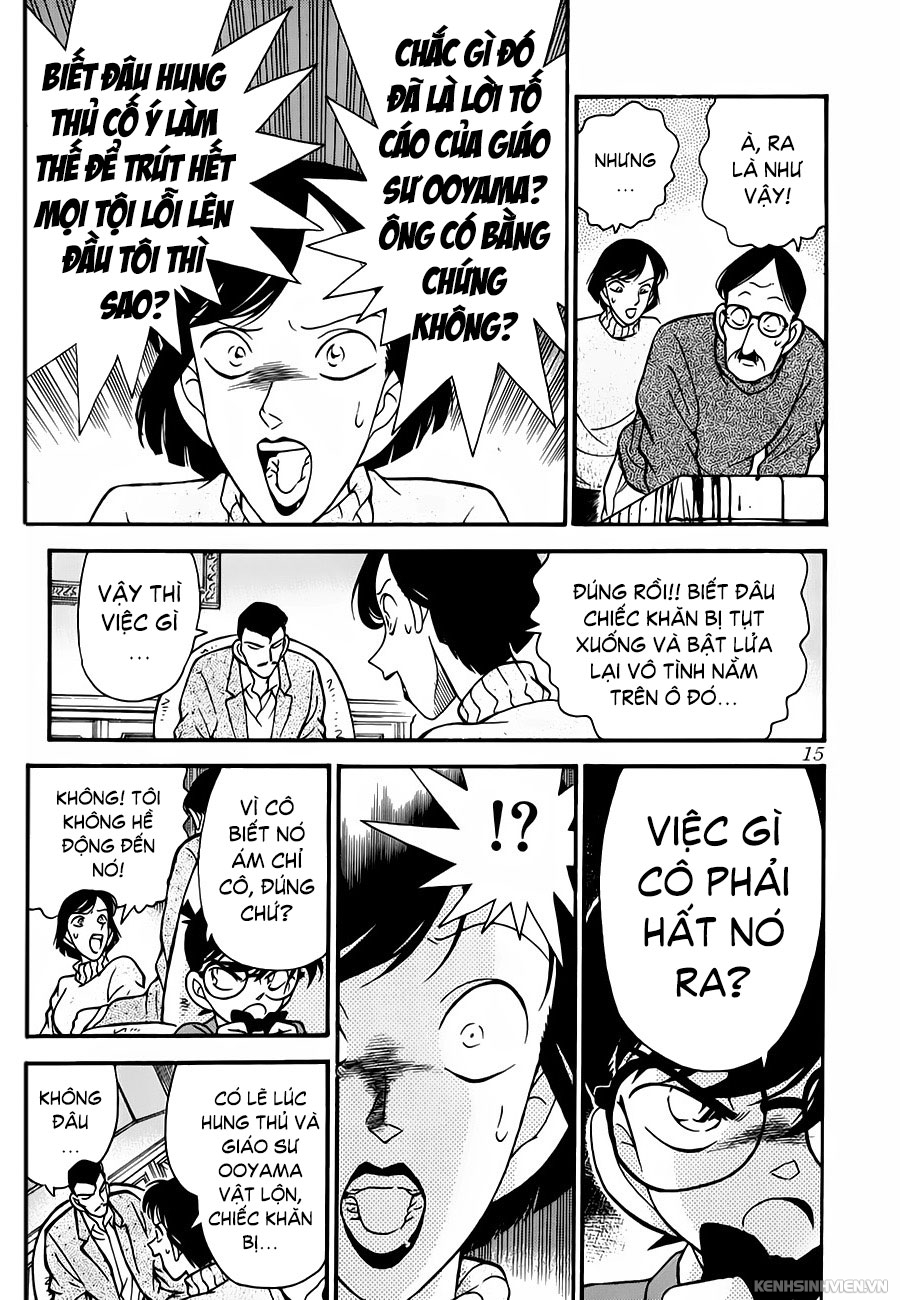 À, RA
LÀ NHƯ
VẬY!
NHƯNG
...
CHẮC GÌ ĐÓ
ĐÃ LÀ LỜI TỐ
CÁO CỦA GIÁO
SƯ OOYAMA?
ÔNG CÓ BẰNG
CHỨNG
KHÔNG?
BIẾT ĐÂU HUNG
THỦ CỐ Ý LÀM
THẾ ĐỂ TRÚT HẾT
MỌI TỘI LỖI LÊN
ĐẦU TÔI THÌ
SAO?
ĐÚNG RỒI!! BIẾT ĐÂU
CHIẾC KHĂN BỊ TỤT
XUỐNG VÀ BẬT LỬA
LẠI VÔ TÌNH NẰM
TRÊN Ô ĐÓ...
VẬY THÌ
VIỆC GÌ
...
15
VIỆC GÌ
CÔ PHẢI
HẤT NÓ
RA?
!?
VÌ CÔ
BIẾT NÓ
ÁM CHỈ
CÔ, ĐÚNG
CHỨ?
KHÔNG! TÔI
KHÔNG HỀ
ĐỘNG ĐẾN
NÓ!
CÓ LẼ LÚC
HUNG THỦ VÀ
GIÁO SƯ
OOYAMA
VẬT LỘN,
CHIẾC KHĂN
BỊ...
KHÔNG
ĐÂU
...
KENHSINHVIEN.VN